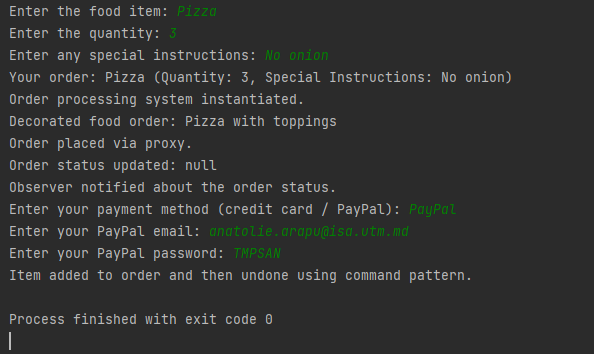 Enter the food item: Pizza
Enter the quantity: 3
Enter any special instructions: No onion
Your order: Pizza (Quantity: 3, Special Instructions: No onion)
Order processing system instantiated.
Decorated food order: Pizza with toppings
Order placed via proxy.
Order status updated: null
Observer notified about the order status.
Enter your payment method (credit card / PayPal): PayPal
Enter your PayPal email: anatolie.arapu@isa.utm.md
Enter your PayPal password: TMPSAN
Item added to order and then undone using command pattern.
Process finished with exit code 0